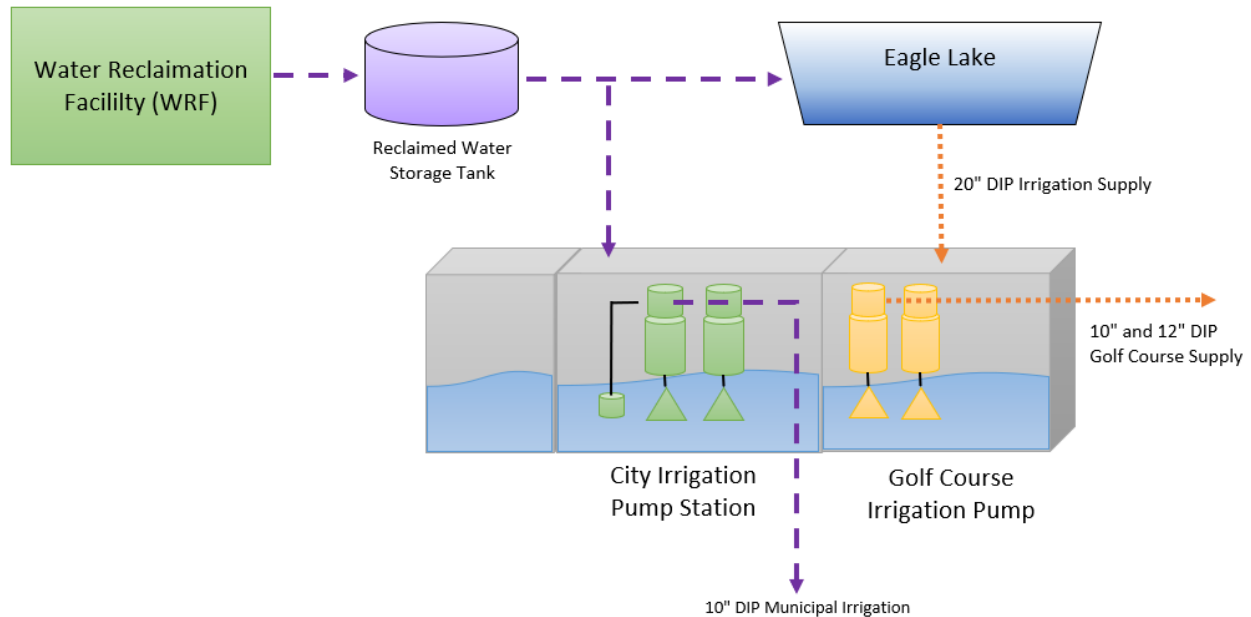 Water Reclaimation
Facililty (WRF)
Reclaimed Water
Storage Tank
Eagle Lake
20" DIP Irrigation Supply
10" and 12" DIP
Golf Course Supply
City Irrigation
Pump Station
Golf Course
Irrigation Pump
10" DIP Municipal Irrigation